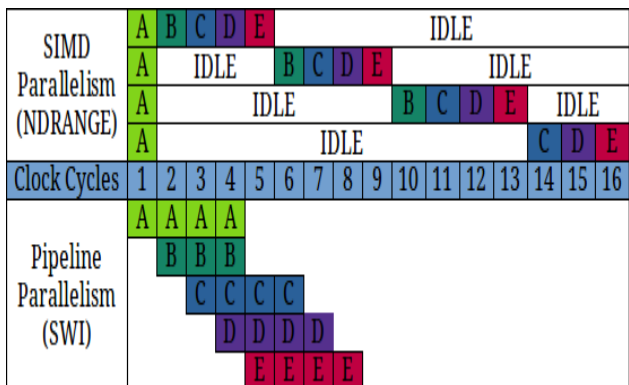 SIMD
Parallelism
(NDRANGE)
A B C D E IDLE
A IDLE B C D E IDLE
A IDLE B C D E IDLE
A IDLE C D E
Clock Cycles 1 2 3 4 5 6 7 8 9 10 11 12 13 14 15 16
Pipeline
Parallelism
(SWI)
A A A A
B B B
C C C C
D D D D
E E E E